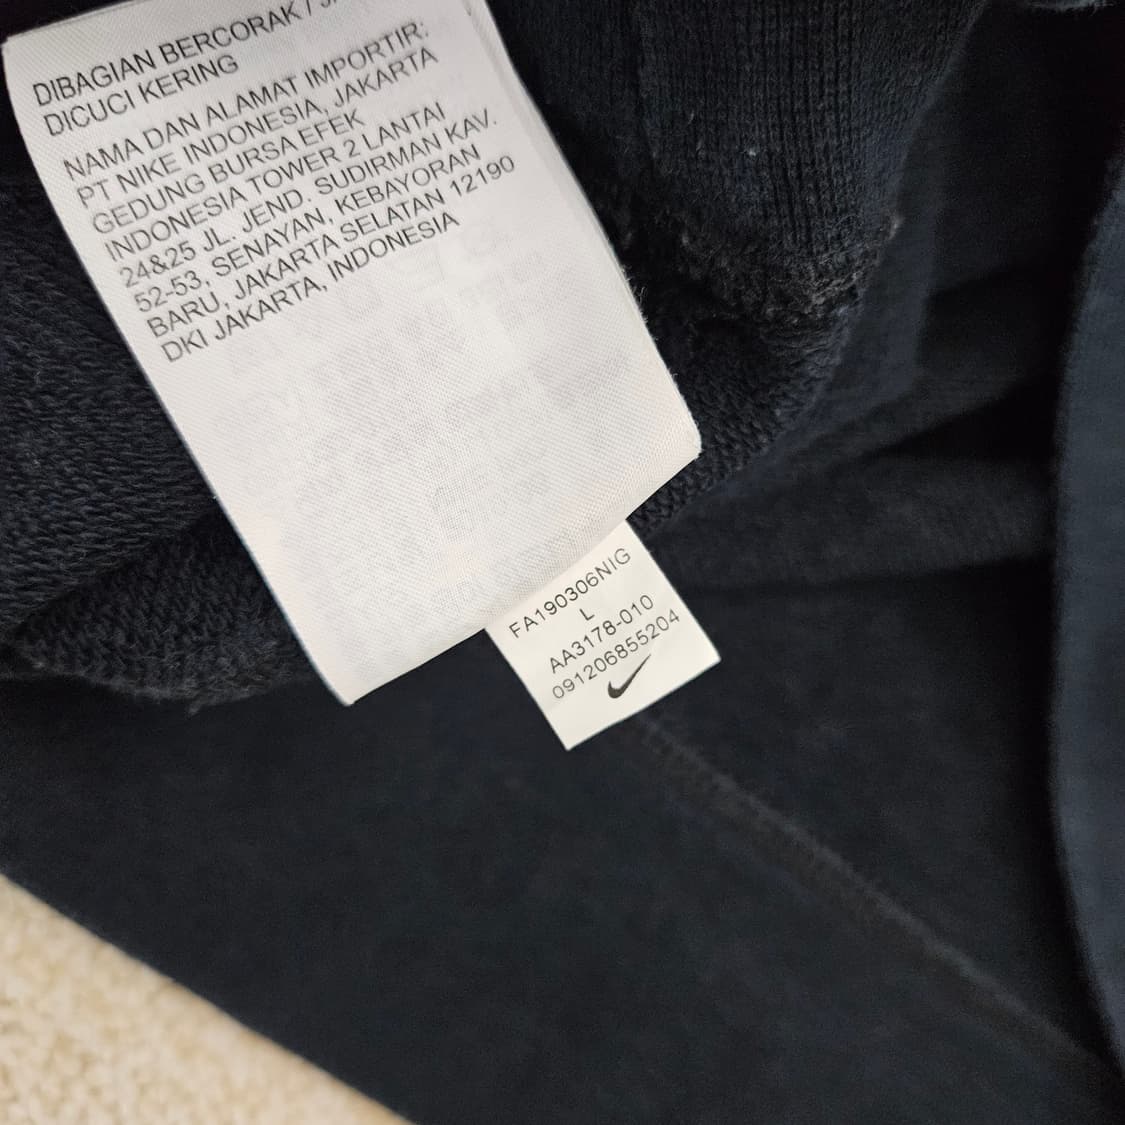 DIBAGIAN BERCORAK /
DICUCI KERING
NAMA DAN ALAMAT IMPORTIR:
PT NIKE INDONESIA, JAKARTA
GEDUNG BURSA EFEK
INDONESIA TOWER 2 LANTAI
24&25 JL. JEND. SUDIRMAN KAV.
52-53, SENAYAN, KEBAYORAN
BARU, JAKARTA SELATAN 12190
DKI JAKARTA, INDONESIA
FA190306NIG
L
AA3178-010
091206855204